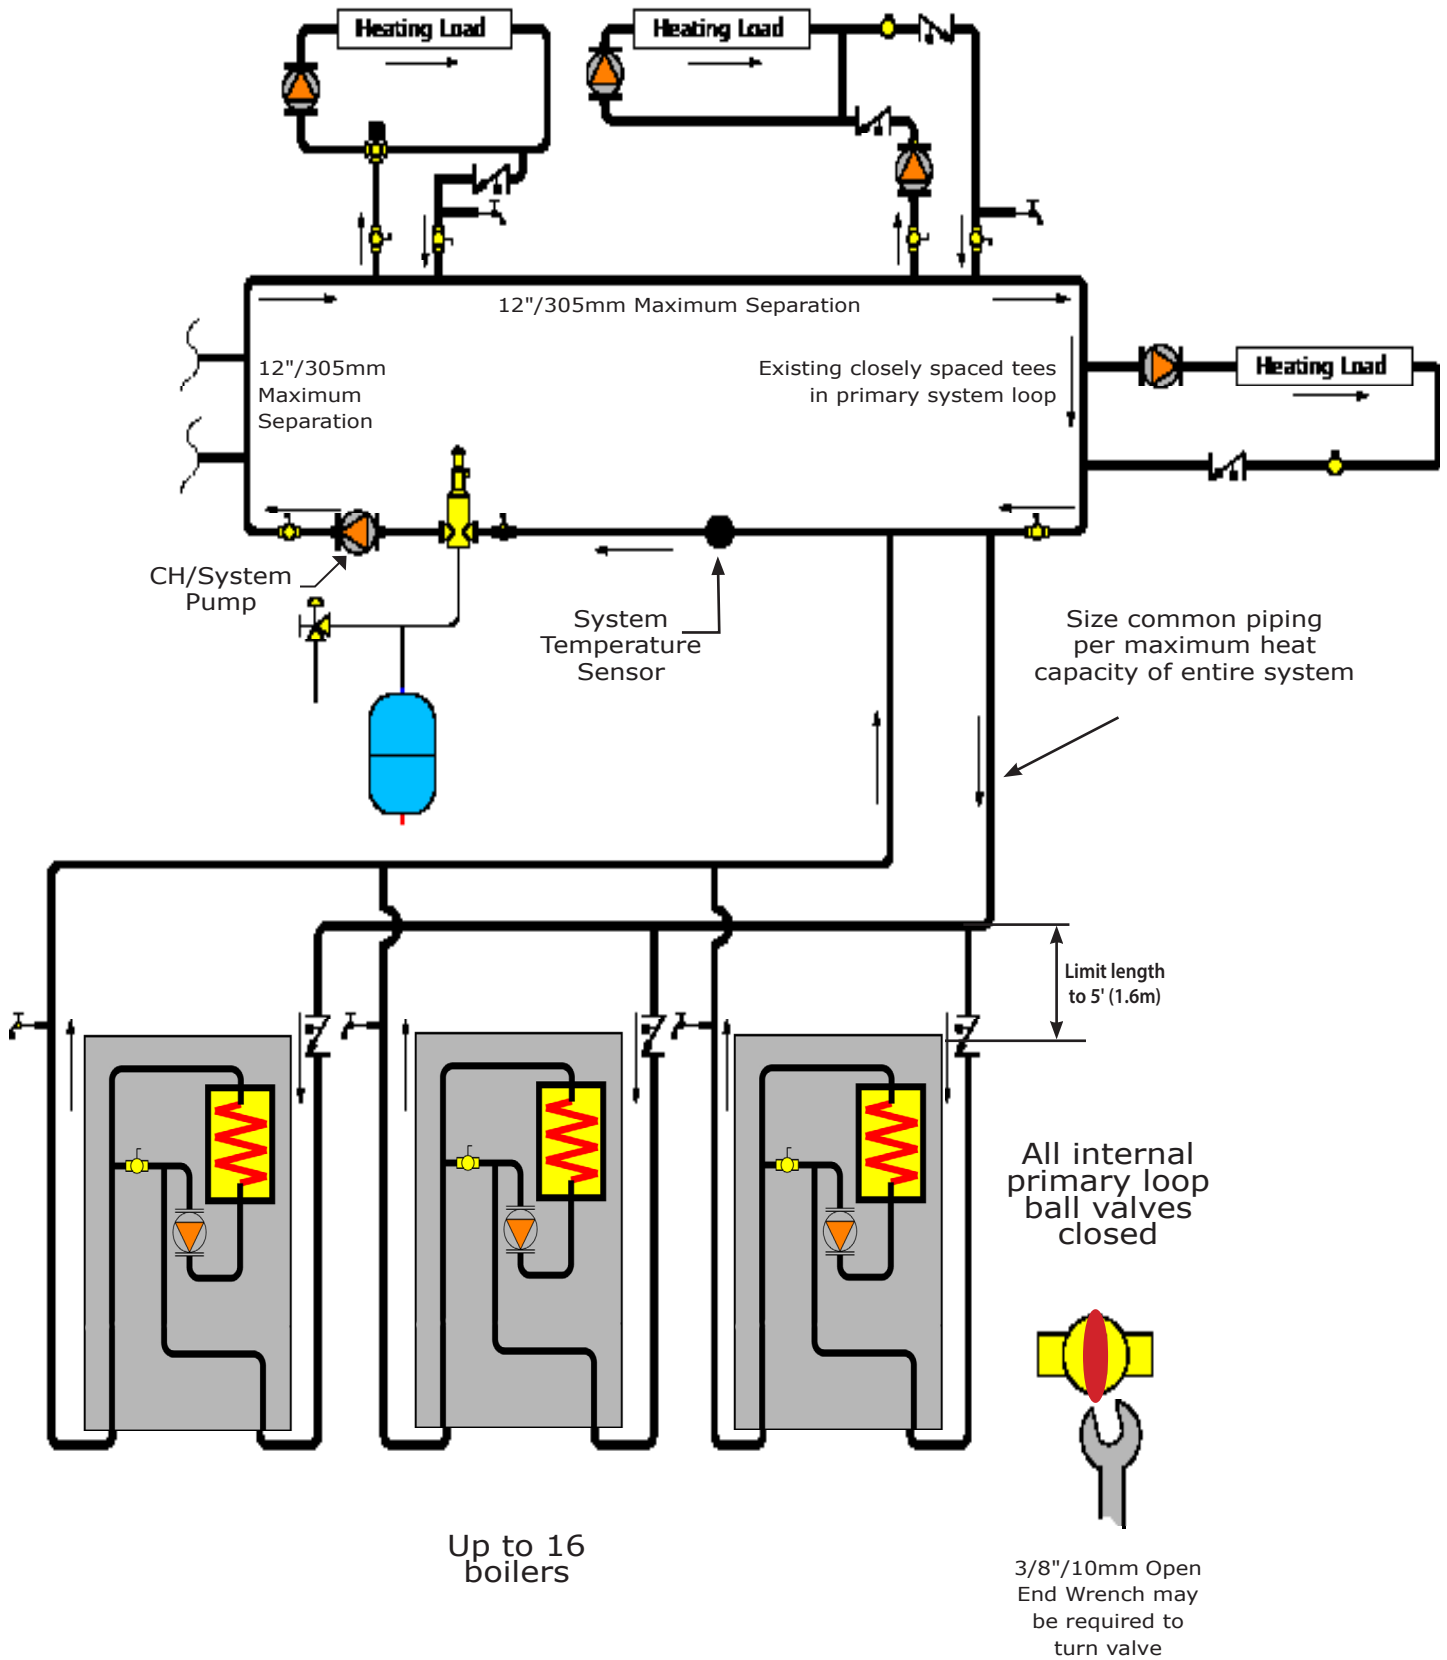 Heating Load
Heating Load
12"/305mm Maximum Separation
12"/305mm
Maximum
Separation
Existing closely spaced tees
in primary system loop
Heating Load
CH/System
Pump
System
Temperature
Sensor
Size common piping
per maximum heat
capacity of entire system
Limit length
to 5' (1.6m)
All internal
primary loop
ball valves
closed
Up to 16
boilers
3/8"/10mm Open
End Wrench may
be required to
turn valve